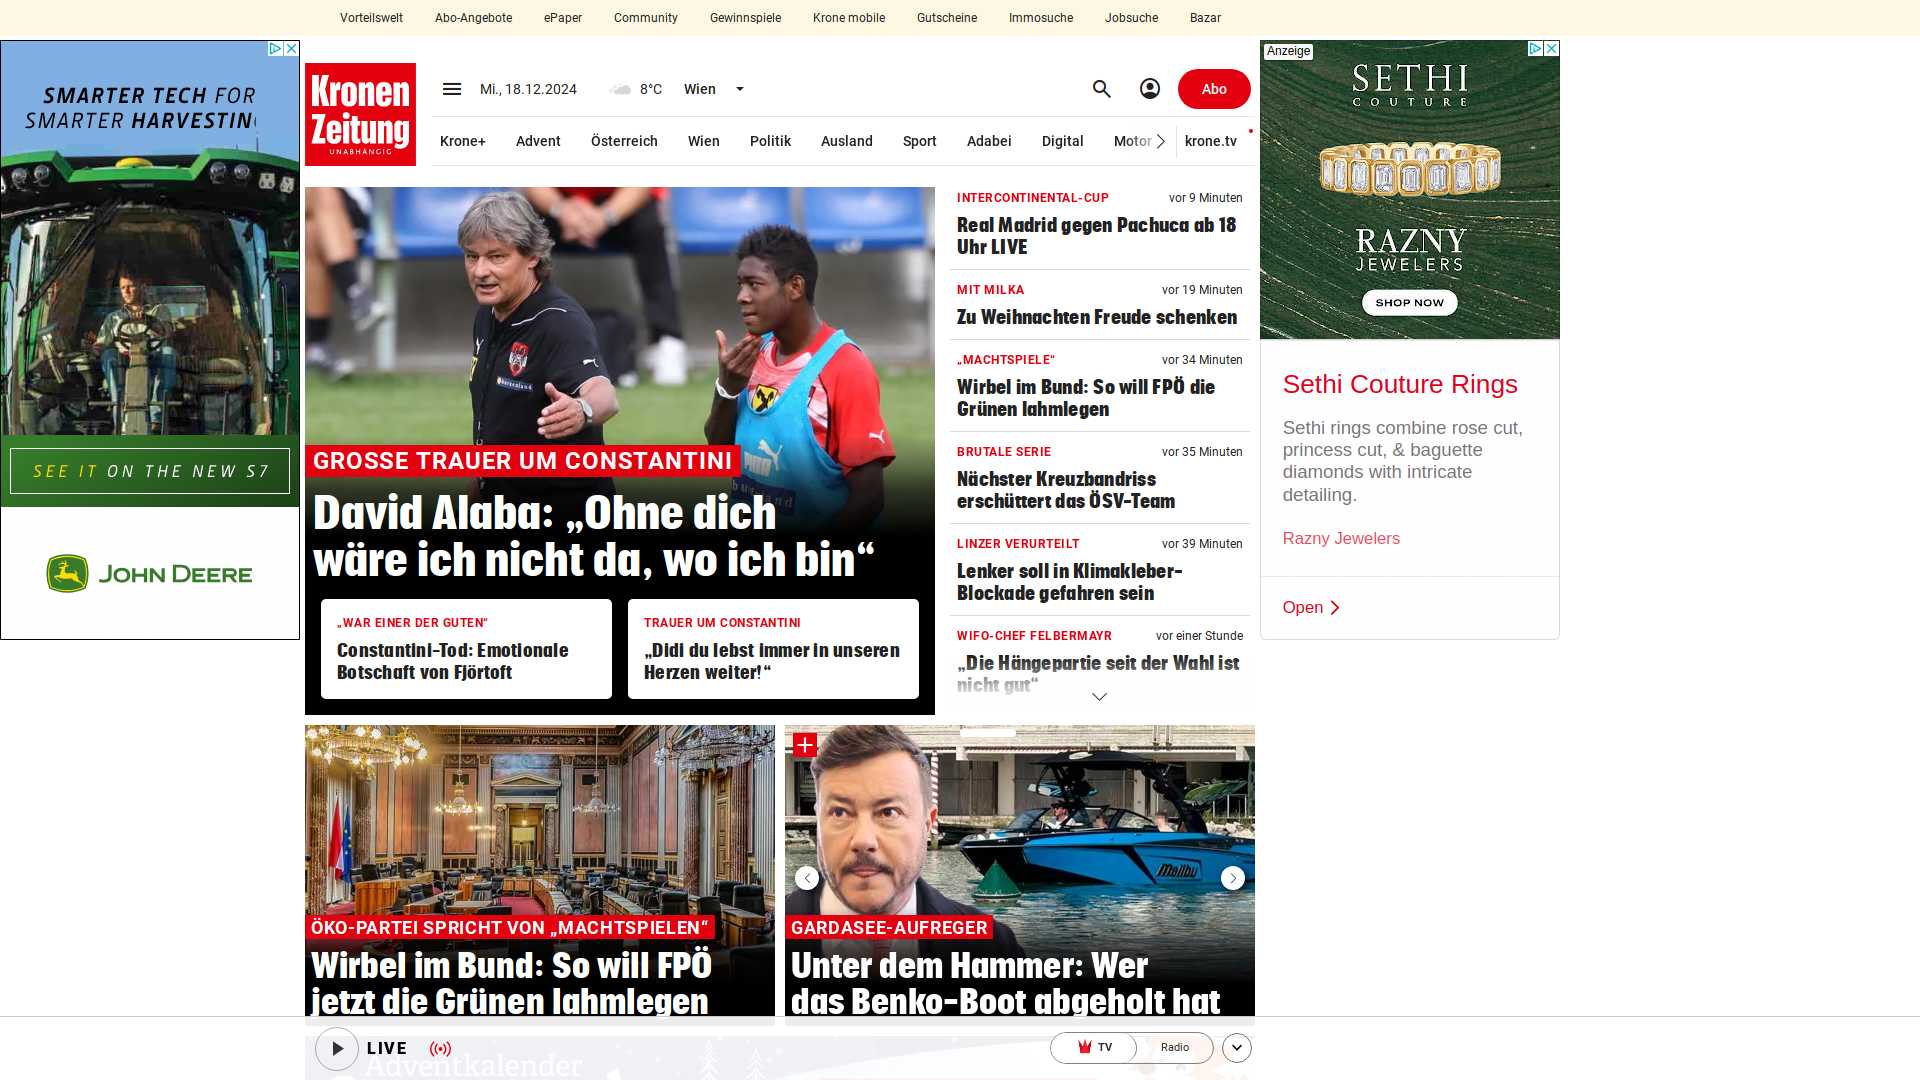 Vorteilswelt
Abo-Angebote
ePaper
Community
Gewinnspiele
Krone mobile
Gutscheine
Immosuche
Jobsuche
Bazar
SMARTER TECH FOR
SMARTER HARVESTIN
SEE IT ON THE NEW S7
JOHN DEERE
Kronen
Zeitung
UNABHÄNGIG
Mi., 18.12.2024
8°C
Wien
Abo
Krone+
Advent
Österreich
Wien
Politik
Ausland
Sport
Adabei
Digital
Motor
krone.tv
GROSSE TRAUER UM CONSTANTINI
David Alaba: „Ohne dich
wäre ich nicht da, wo ich bin“
„WAR EINER DER GUTEN“
Constantini-Tod: Emotionale
Botschaft von Fjörtoft
TRAUER UM CONSTANTINI
„Didi du lebst immer in unseren
Herzen weiter!“
INTERCONTINENTAL-CUP
vor 9 Minuten
Real Madrid gegen Pachuca ab 18
Uhr LIVE
MIT MILKA
vor 19 Minuten
Zu Weihnachten Freude schenken
„MACHTSPIELE“
vor 34 Minuten
Wirbel im Bund: So will FPÖ die
Grünen lahmlegen
BRUTALE SERIE
vor 35 Minuten
Nächster Kreuzbandriss
erschüttert das ÖSV-Team
LINZER VERURTEILT
vor 39 Minuten
Lenker soll in Klimakleber-
Blockade gefahren sein
WIFO-CHEF FELBERMAYR
vor einer Stunde
„Die Hängepartie seit der Wahl ist
nicht gut“
ÖKO-PARTEI SPRICHT VON „MACHTSPIELEN“
Wirbel im Bund: So will FPÖ
jetzt die Grünen lahmlegen
Malibu
GARDASEE-AUFREGER
Unter dem Hammer: Wer
das Benko-Boot abgeholt hat
Anzeige
SETHI
COUTURE
RAZNY
JEWELERS
SHOP NOW
Sethi Couture Rings
Sethi rings combine rose cut,
princess cut, & baguette
diamonds with intricate
detailing.
Razny Jewelers
Open
LIVE
TV
Radio
Adventkalender